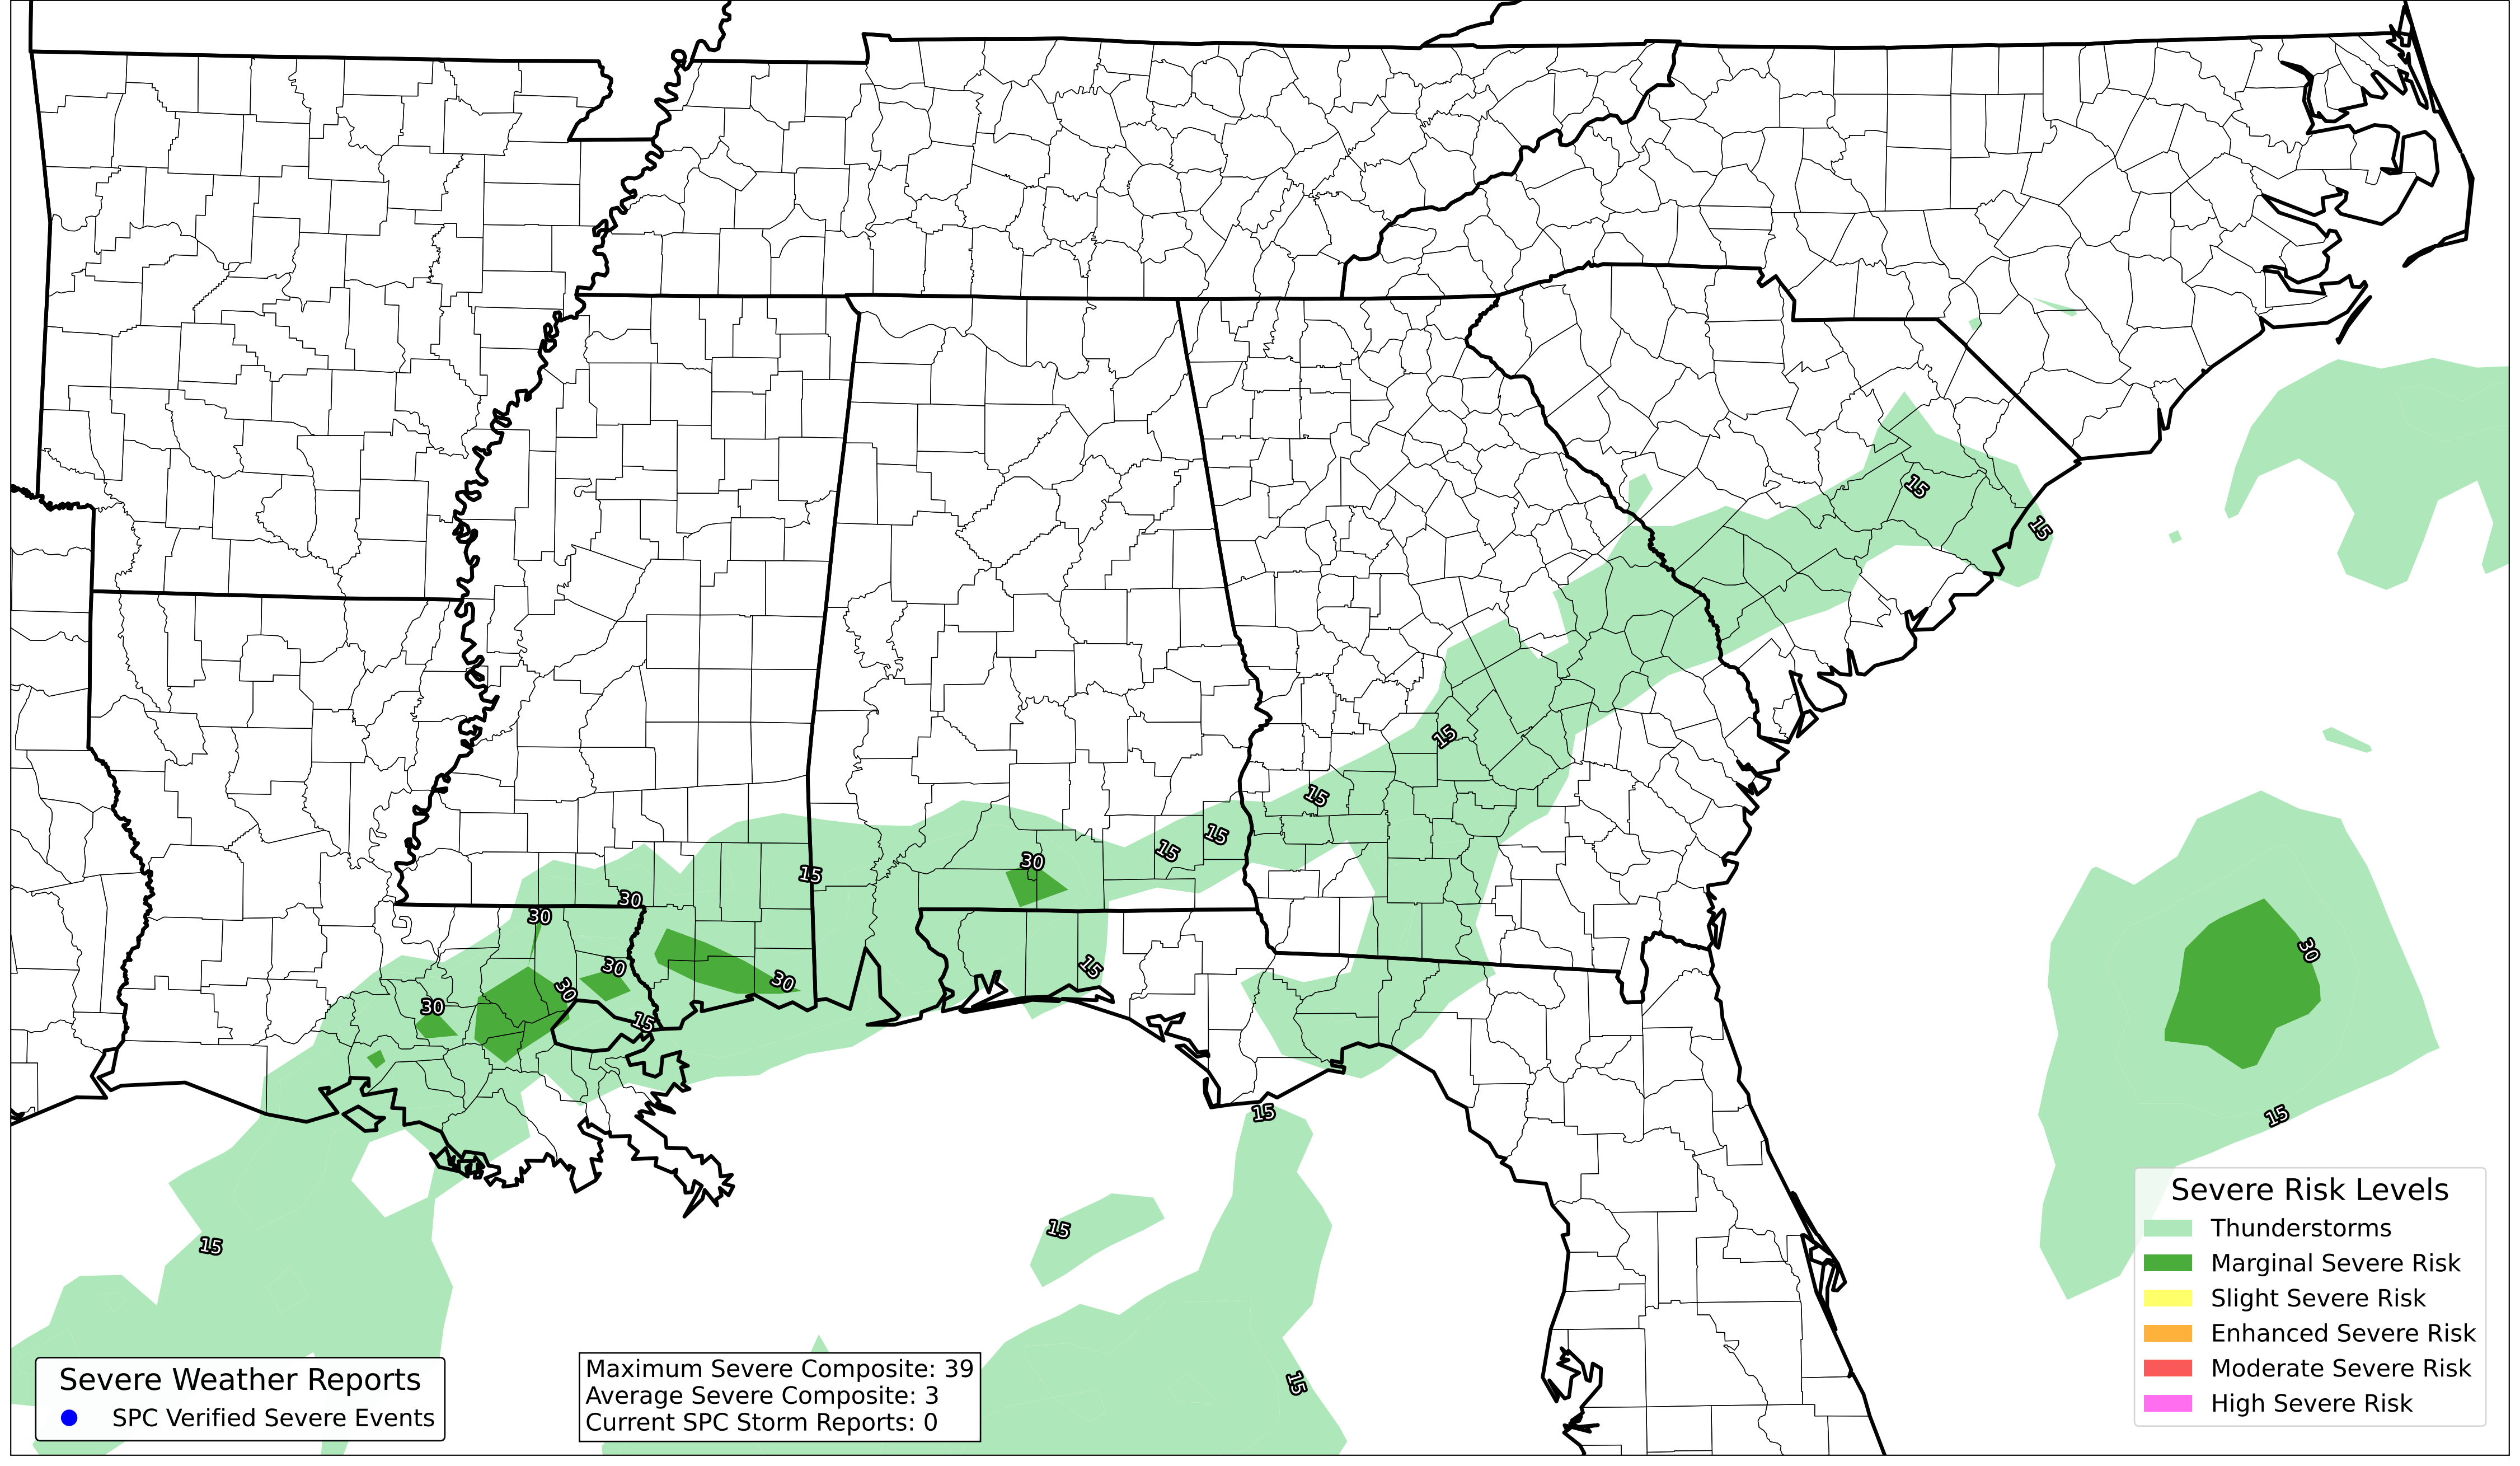 15
15
15
15
30
15
15
15
30
30
30
30
15
30
30
30
15
15
15
15
15
15
30
15
Severe Weather Reports
SPC Verified Severe Events
Maximum Severe Composite: 39
Average Severe Composite: 3
Current SPC Storm Reports: 0
Severe Risk Levels
Thunderstorms
Marginal Severe Risk
Slight Severe Risk
Enhanced Severe Risk
Moderate Severe Risk
High Severe Risk